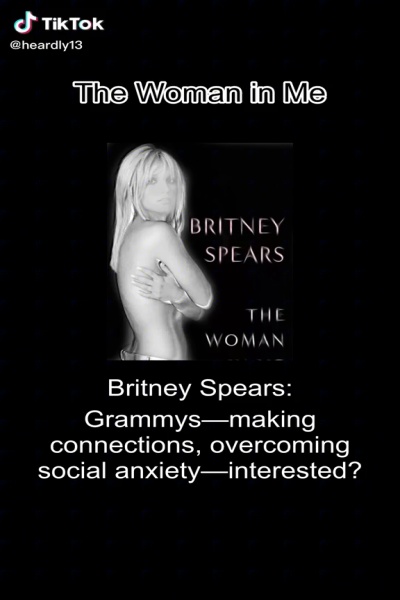 TikTok
@heardly13
The Woman in Me
BRITNEY
SPEARS
THE
WOMAN
Britney Spears:
Grammys—making
connections, overcoming
social anxiety—interested?